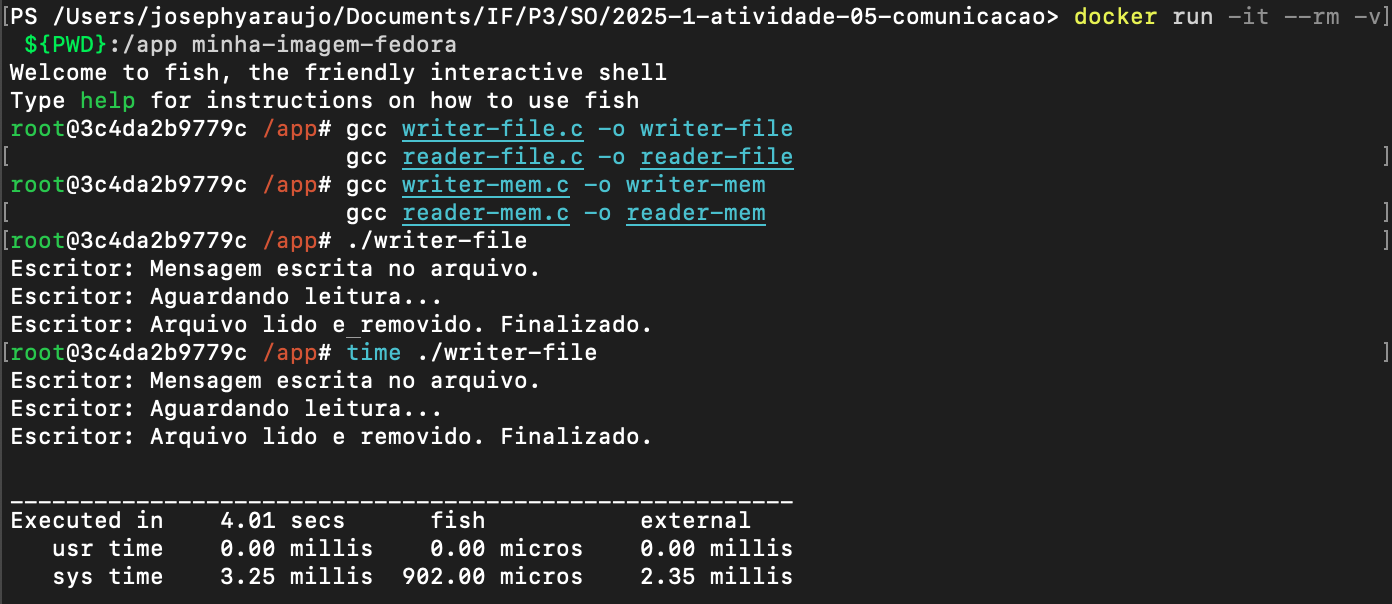 [PS /Users/josephyaraujo/Documents/IF/P3/SO/2025-1-atividade-05-comunicacao> docker run -it --rm -v]
 ${PWD}:/app minha-imagem-fedora
Welcome to fish, the friendly interactive shell
Type help for instructions on how to use fish
root@3c4da2b9779c /app# gcc writer-file.c -o writer-file
[                        gcc reader-file.c -o reader-file ]
root@3c4da2b9779c /app# gcc writer-mem.c -o writer-mem
[                        gcc reader-mem.c -o reader-mem ]
[root@3c4da2b9779c /app# ./writer-file ]
Escritor: Mensagem escrita no arquivo.
Escritor: Aguardando leitura...
Escritor: Arquivo lido e removido. Finalizado.
[root@3c4da2b9779c /app# time ./writer-file ]
Escritor: Mensagem escrita no arquivo.
Escritor: Aguardando leitura...
Escritor: Arquivo lido e removido. Finalizado.
________________________________________________________
Executed in    4.01 secs      fish           external
   usr time    0.00 millis    0.00 micros    0.00 millis
   sys time    3.25 millis  902.00 micros    2.35 millis